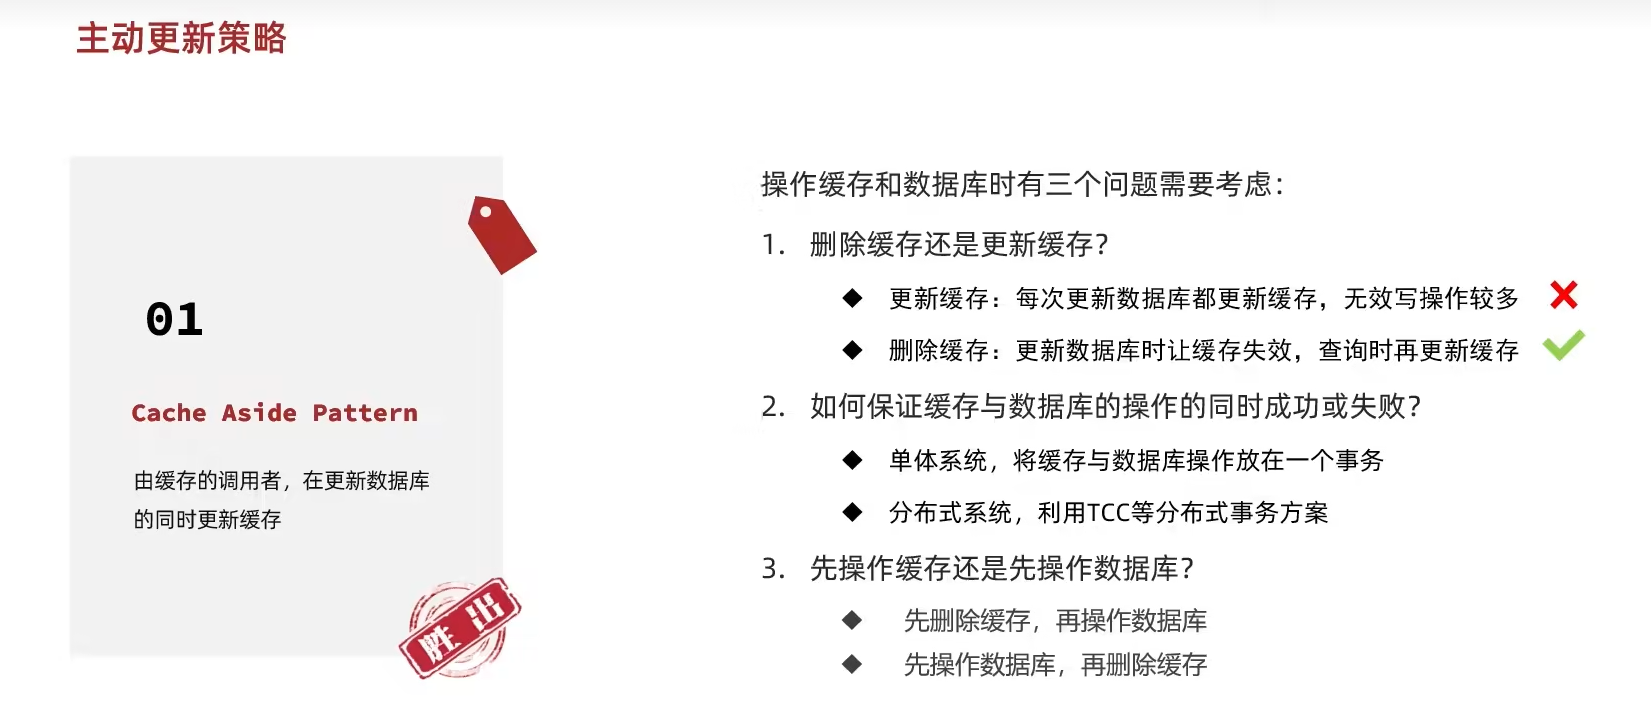 主动更新策略
01
Cache Aside Pattern
由缓存的调用者，在更新数据库
的同时更新缓存
胜出
操作缓存和数据库时有三个问题需要考虑：
1. 删除缓存还是更新缓存？
◆ 更新缓存：每次更新数据库都更新缓存，无效写操作较多
◆ 删除缓存：更新数据库时让缓存失效，查询时再更新缓存
2. 如何保证缓存与数据库的操作的同时成功或失败？
◆ 单体系统，将缓存与数据库操作放在一个事务
◆ 分布式系统，利用TCC等分布式事务方案
3. 先操作缓存还是先操作数据库？
◆ 先删除缓存，再操作数据库
◆ 先操作数据库，再删除缓存